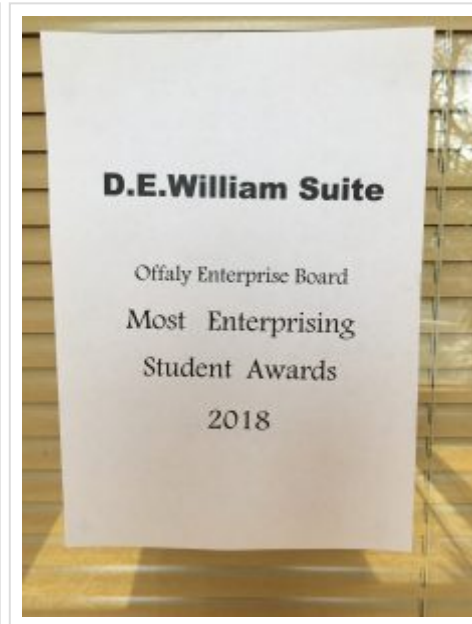 D.E.William Suite
Offaly Enterprise Board
Most Enterprising
Student Awards
2018